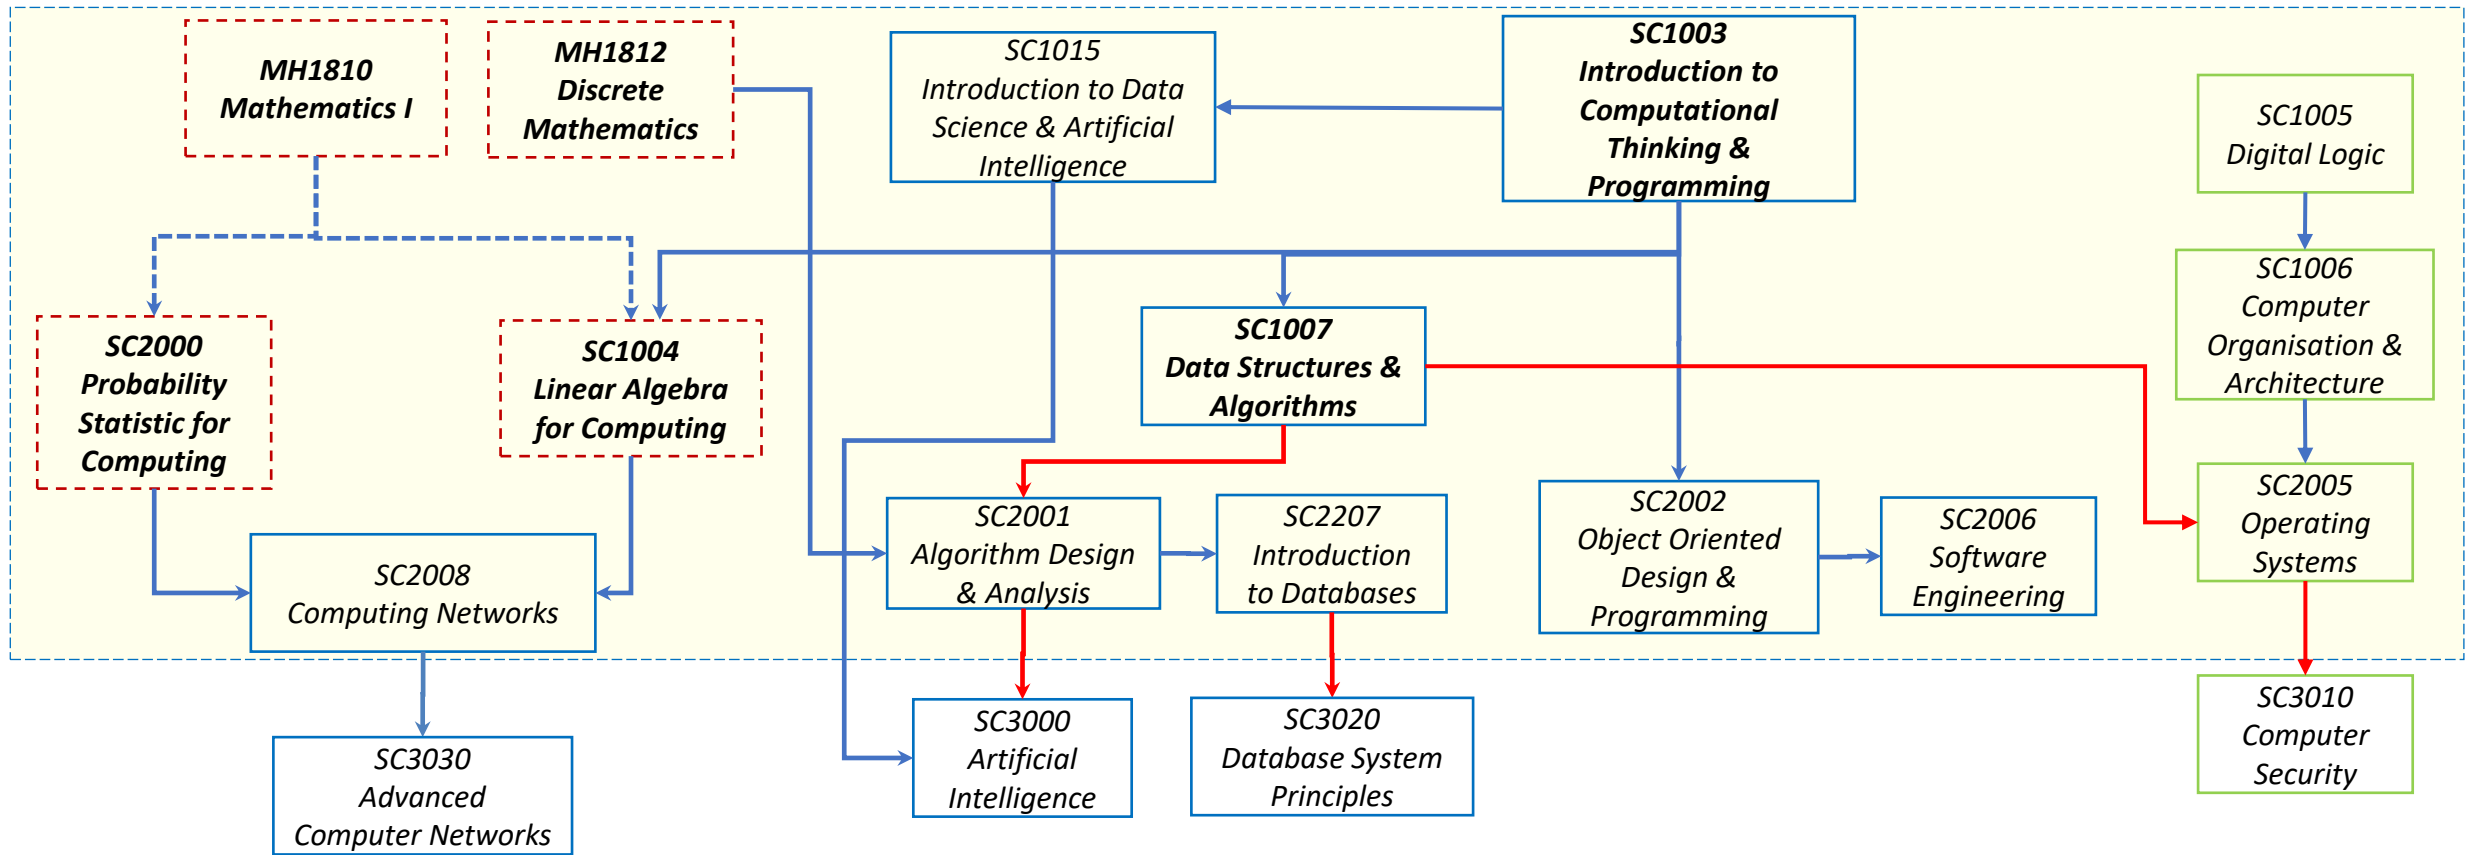 MH1810
Mathematics I
MH1812
Discrete
Mathematics
SC1015
Introduction to Data
Science & Artificial
Intelligence
SC1003
Introduction to
Computational
Thinking &
Programming
SC1005
Digital Logic
SC1006
Computer
Organisation &
Architecture
SC2000
Probability
Statistic for
Computing
SC1004
Linear Algebra
for Computing
SC1007
Data Structures &
Algorithms
SC2008
Computing Networks
SC2001
Algorithm Design
& Analysis
SC2207
Introduction
to Databases
SC2002
Object Oriented
Design &
Programming
SC2006
Software
Engineering
SC2005
Operating
Systems
SC3030
Advanced
Computer Networks
SC3000
Artificial
Intelligence
SC3020
Database System
Principles
SC3010
Computer
Security